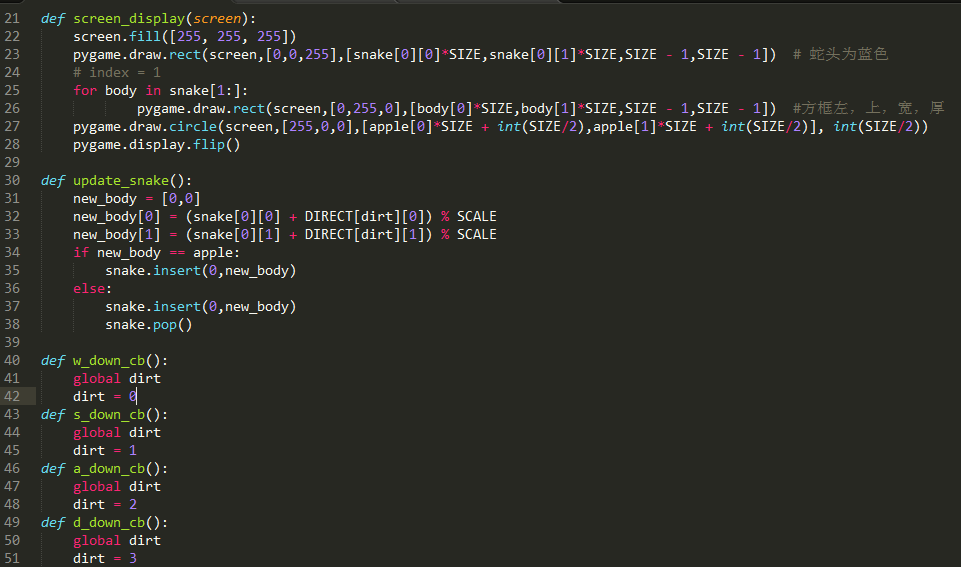 21 def screen_display(screen):
22     screen.fill([255, 255, 255])
23     pygame.draw.rect(screen,[0,0,255],[snake[0][0]*SIZE,snake[0][1]*SIZE,SIZE - 1,SIZE - 1])  # 蛇头为蓝色
24     # index = 1
25     for body in snake[1:]:
26             pygame.draw.rect(screen,[0,255,0],[body[0]*SIZE,body[1]*SIZE,SIZE - 1,SIZE - 1])  #方框左，上，宽，厚
27     pygame.draw.circle(screen,[255,0,0],[apple[0]*SIZE + int(SIZE/2),apple[1]*SIZE + int(SIZE/2)], int(SIZE/2))
28     pygame.display.flip()
29
30 def update_snake():
31     new_body = [0,0]
32     new_body[0] = (snake[0][0] + DIRECT[dirt][0]) % SCALE
33     new_body[1] = (snake[0][1] + DIRECT[dirt][1]) % SCALE
34     if new_body == apple:
35         snake.insert(0,new_body)
36     else:
37         snake.insert(0,new_body)
38         snake.pop()
39
40 def w_down_cb():
41     global dirt
42     dirt = 0
43 def s_down_cb():
44     global dirt
45     dirt = 1
46 def a_down_cb():
47     global dirt
48     dirt = 2
49 def d_down_cb():
50     global dirt
51     dirt = 3